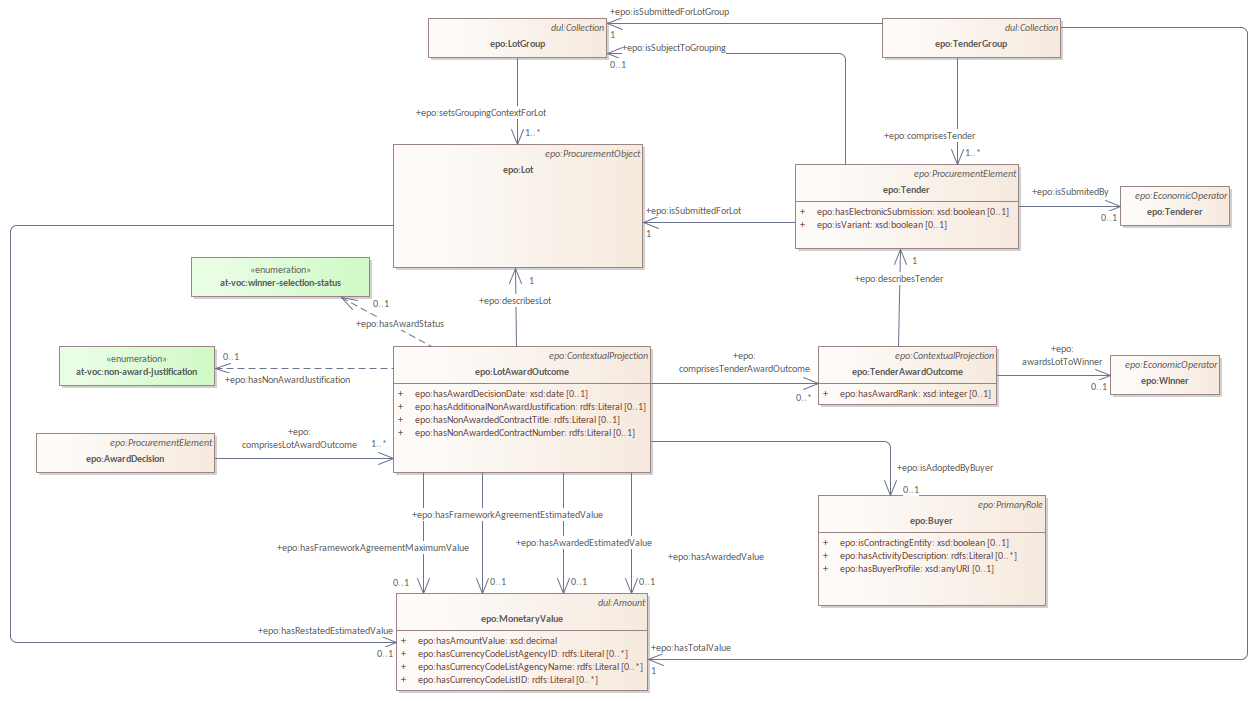 +epo:isSubmittedForLotGroup
dul:Collection
epo:LotGroup
1
+epo:isSubjectToGrouping
0..1
dul:Collection
epo:TenderGroup
+epo:setsGroupingContextForLot
1..*
+epo:comprisesTender
1..*
epo:ProcurementObject
epo:Lot
epo:ProcurementElement
epo:Tender
+ epo:hasElectronicSubmission: xsd:boolean [0..1]
+ epo:isVariant: xsd:boolean [0..1]
+epo:isSubmitedBy
0..1
epo:EconomicOperator
epo:Tenderer
+epo:isSubmittedForLot
1
«enumeration»
at-voc:winner-selection-status
0..1
+epo:hasAwardStatus
1
+epo:describesLot
1
+epo:describesTender
«enumeration»
at-voc:non-award-justification
0..1
+epo:hasNonAwardJustification
epo:ContextualProjection
epo:LotAwardOutcome
+ epo:hasAwardDecisionDate: xsd:date [0..1]
+ epo:hasAdditionalNonAwardJustification: rdfs:Literal [0..1]
+ epo:hasNonAwardedContractTitle: rdfs:Literal [0..1]
+ epo:hasNonAwardedContractNumber: rdfs:Literal [0..1]
+epo:
comprisesTenderAwardOutcome
0..*
epo:ContextualProjection
epo:TenderAwardOutcome
+ epo:hasAwardRank: xsd:integer [0..1]
+epo:
awardsLotToWinner
0..1
epo:EconomicOperator
epo:Winner
epo:ProcurementElement
epo:AwardDecision
+epo:
comprisesLotAwardOutcome
1..*
+epo:isAdoptedByBuyer
0..1
epo:PrimaryRole
epo:Buyer
+ epo:isContractingEntity: xsd:boolean [0..1]
+ epo:hasActivityDescription: rdfs:Literal [0..*]
+ epo:hasBuyerProfile: xsd:anyURI [0..1]
+epo:hasFrameworkAgreementEstimatedValue
+epo:hasFrameworkAgreementMaximumValue
+epo:hasAwardedEstimatedValue
+epo:hasAwardedValue
0..1
0..1
0..1
0..1
dul:Amount
epo:MonetaryValue
+ epo:hasAmountValue: xsd:decimal
+ epo:hasCurrencyCodeListAgencyID: rdfs:Literal [0..*]
+ epo:hasCurrencyCodeListAgencyName: rdfs:Literal [0..*]
+ epo:hasCurrencyCodeListID: rdfs:Literal [0..*]
+epo:hasRestatedEstimatedValue
0..1
+epo:hasTotalValue
1